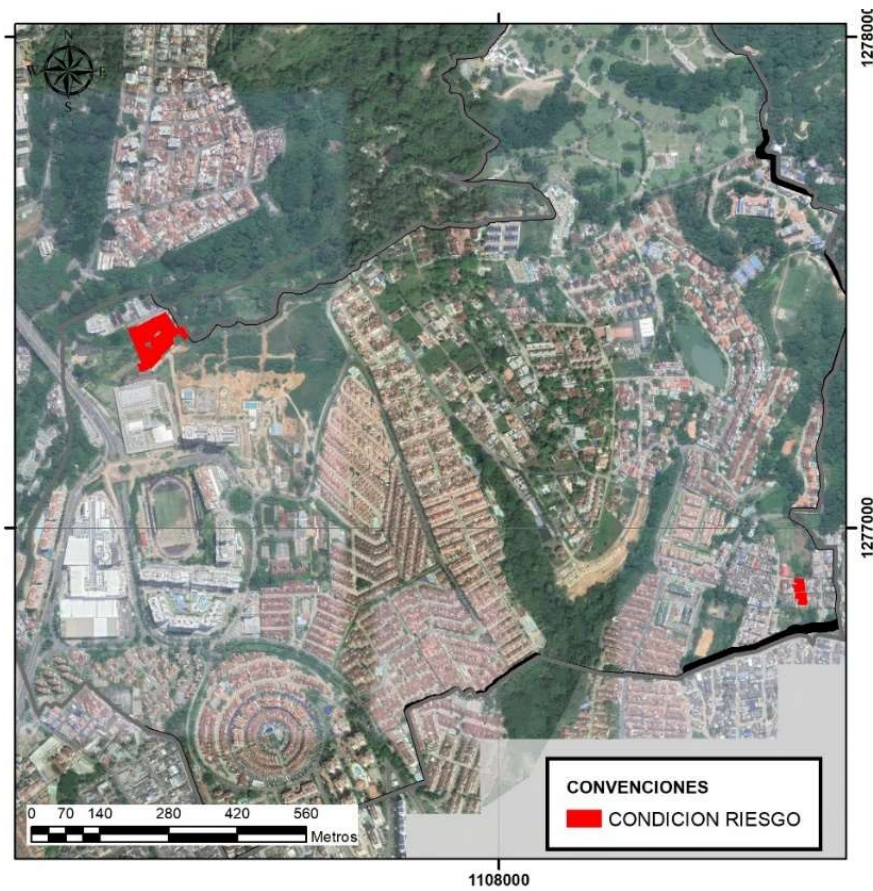 1278000
N
W E
S
1277000
CONVENCIONES
CONDICION RIESGO
0 70 140 280 420 560
Metros
1108000